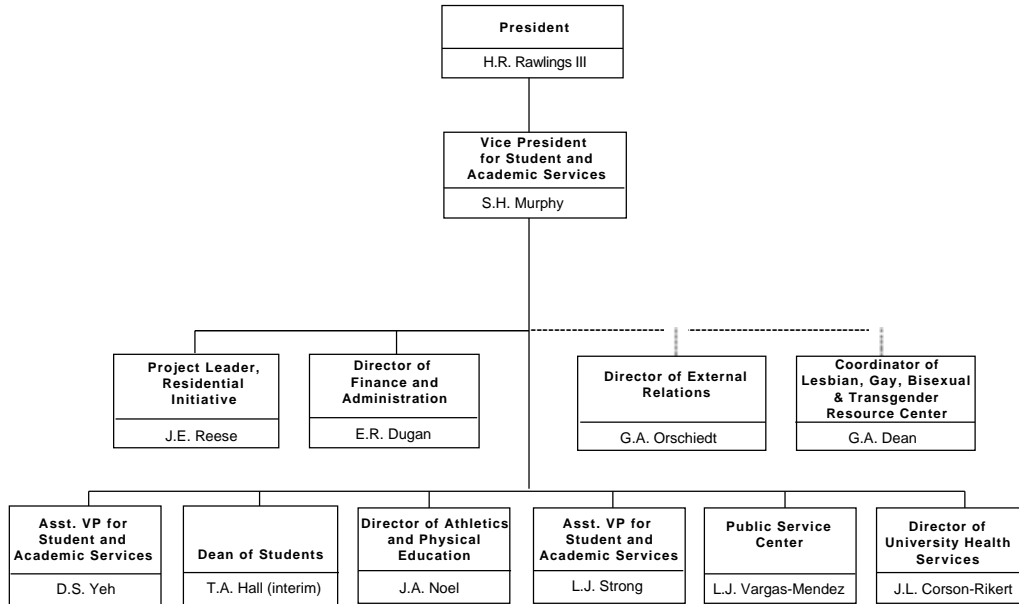 President
H.R. Rawlings III
Vice President
for Student and
Academic Services
S.H. Murphy
Project Leader,
Residential
Initiative
J.E. Reese
Director of
Finance and
Administration
E.R. Dugan
Director of External
Relations
G.A. Orschiedt
Coordinator of
Lesbian, Gay, Bisexual
& Transgender
Resource Center
G.A. Dean
Asst. VP for
Student and
Academic Services
D.S. Yeh
Dean of Students
T.A. Hall (interim)
Director of Athletics
and Physical
Education
J.A. Noel
Asst. VP for
Student and
Academic Services
L.J. Strong
Public Service
Center
L.J. Vargas-Mendez
Director of
University Health
Services
J.L. Corson-Rikert